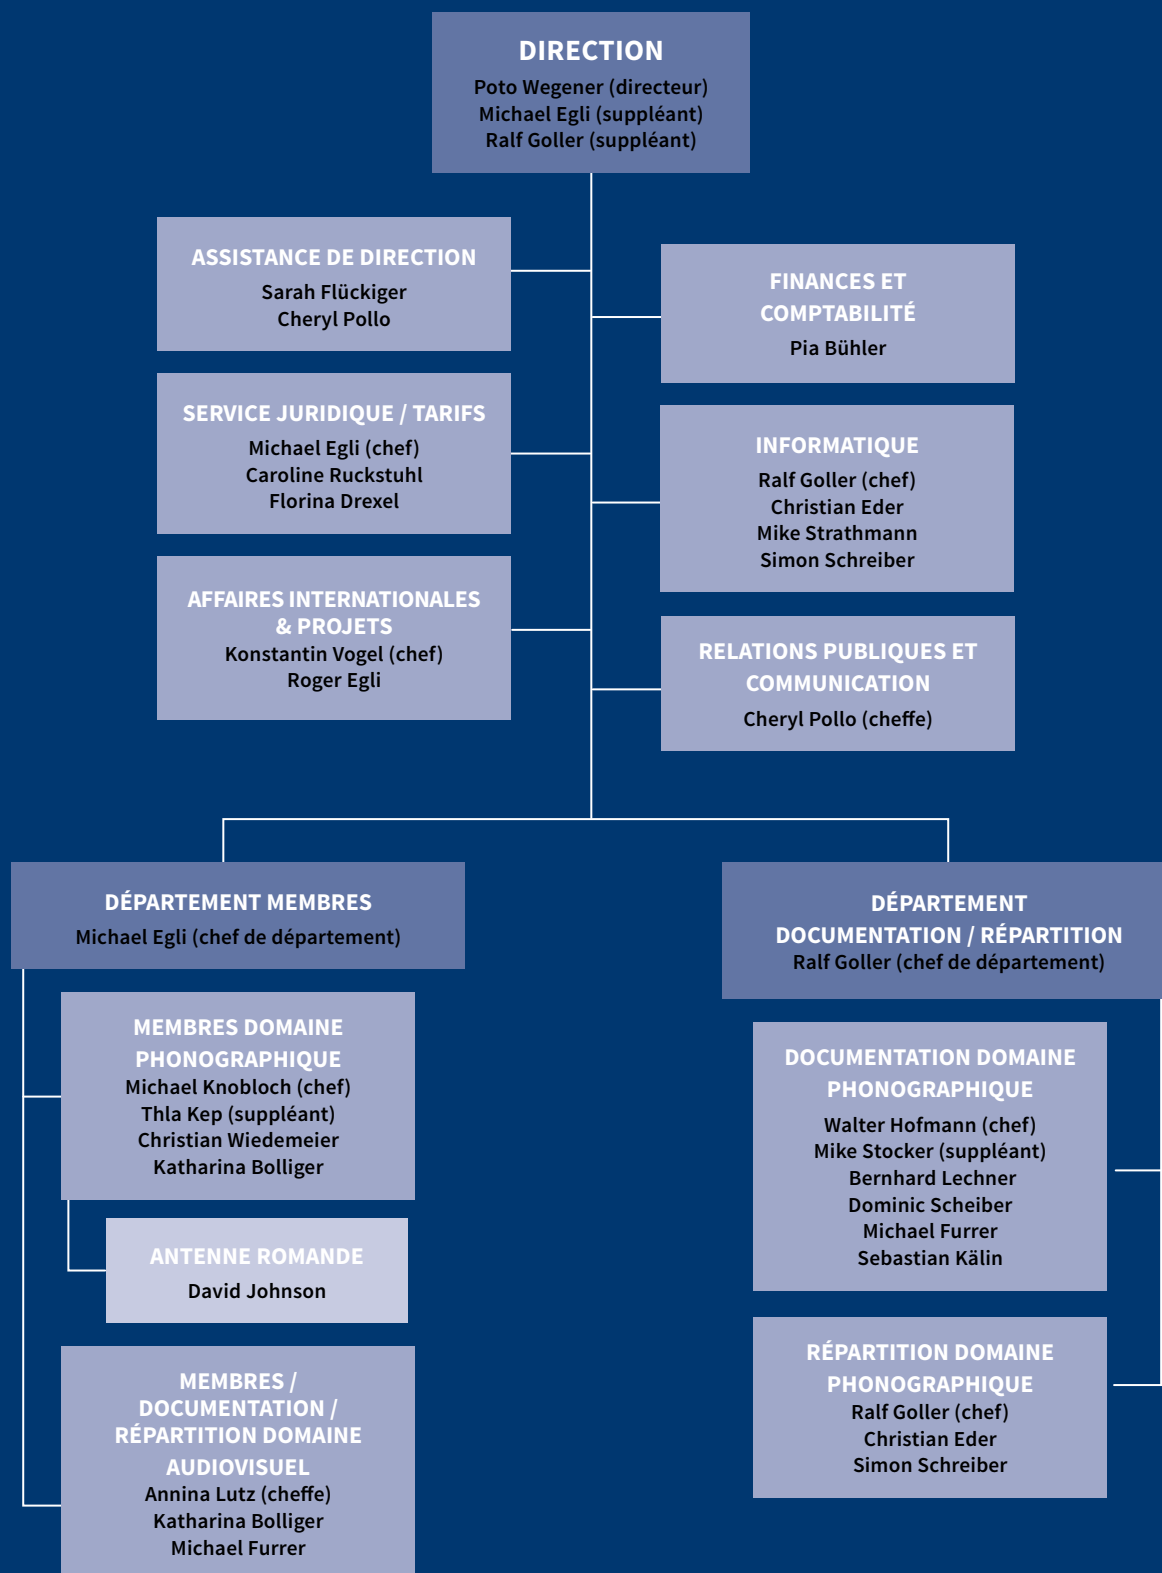 DIRECTION
Poto Wegener (directeur)
Michael Egli (suppléant)
Ralf Goller (suppléant)
ASSISTANCE DE DIRECTION
Sarah Flückiger
Cheryl Pollo
FINANCES ET
COMPTABILITÉ
Pia Bühler
SERVICE JURIDIQUE / TARIFS
Michael Egli (chef)
Caroline Ruckstuhl
Florina Drexel
INFORMATIQUE
Ralf Goller (chef)
Christian Eder
Mike Strathmann
Simon Schreiber
AFFAIRES INTERNATIONALES
& PROJETS
Konstantin Vogel (chef)
Roger Egli
RELATIONS PUBLIQUES ET
COMMUNICATION
Cheryl Pollo (cheffe)
DÉPARTEMENT MEMBRES
Michael Egli (chef de département)
MEMBRES DOMAINE
PHONOGRAPHIQUE
Michael Knobloch (chef)
Thla Kep (suppléant)
Christian Wiedemeier
Katharina Bolliger
ANTENNE ROMANDE
David Johnson
MEMBRES /
DOCUMENTATION /
RÉPARTITION DOMAINE
AUDIOVISUEL
Annina Lutz (cheffe)
Katharina Bolliger
Michael Furrer
DÉPARTEMENT
DOCUMENTATION / RÉPARTITION
Ralf Goller (chef de département)
DOCUMENTATION DOMAINE
PHONOGRAPHIQUE
Walter Hofmann (chef)
Mike Stocker (suppléant)
Bernhard Lechner
Dominic Scheiber
Michael Furrer
Sebastian Kälin
RÉPARTITION DOMAINE
PHONOGRAPHIQUE
Ralf Goller (chef)
Christian Eder
Simon Schreiber